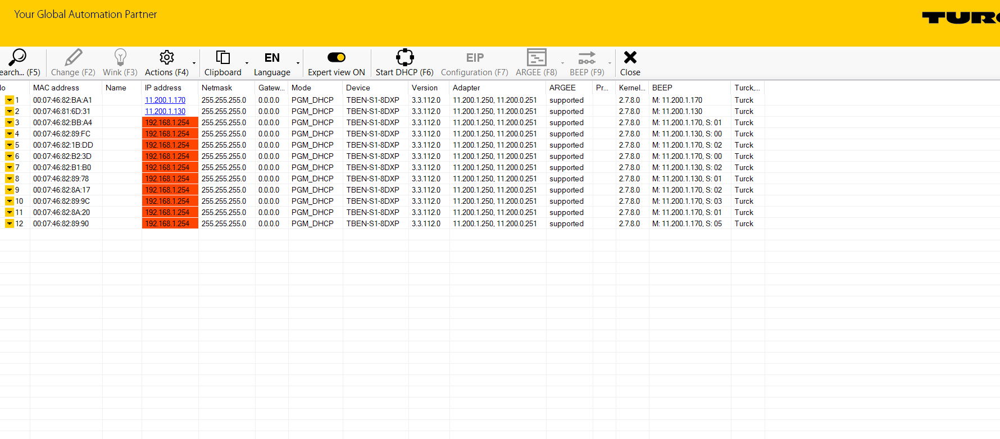 Your Global Automation Partner
earch... (F5) Change (F2) Wink (F3) Actions (F4) Clipboard EN Language Expert view ON Start DHCP (F6) EIP Configuration (F7) ARGEE (F8) BEEP (F9) Close
MAC address Name IP address Netmask Gatew... Mode Device Version Adapter ARGEE Pr... Kernel... BEEP Turck,...
1 00:07:46:82:BA:A1 11.200.1.170 255.255.255.0 0.0.0.0 PGM_DHCP TBEN-S1-8DXP 3.3.112.0 11.200.1.250, 11.200.0.251 supported 2.7.8.0 M: 11.200.1.170 Turck
2 00:07:46:81:6D:31 11.200.1.130 255.255.255.0 0.0.0.0 PGM_DHCP TBEN-S1-8DXP 3.3.112.0 11.200.1.250, 11.200.0.251 supported 2.7.8.0 M: 11.200.1.130 Turck
3 00:07:46:82:BB:A4 192.168.1.254 255.255.255.0 0.0.0.0 PGM_DHCP TBEN-S1-8DXP 3.3.112.0 11.200.1.250, 11.200.0.251 supported 2.7.8.0 M: 11.200.1.170, S: 01 Turck
4 00:07:46:82:89:FC 192.168.1.254 255.255.255.0 0.0.0.0 PGM_DHCP TBEN-S1-8DXP 3.3.112.0 11.200.1.250, 11.200.0.251 supported 2.7.8.0 M: 11.200.1.130, S: 00 Turck
5 00:07:46:82:1B:DD 192.168.1.254 255.255.255.0 0.0.0.0 PGM_DHCP TBEN-S1-8DXP 3.3.112.0 11.200.1.250, 11.200.0.251 supported 2.7.8.0 M: 11.200.1.170, S: 02 Turck
6 00:07:46:82:B2:3D 192.168.1.254 255.255.255.0 0.0.0.0 PGM_DHCP TBEN-S1-8DXP 3.3.112.0 11.200.1.250, 11.200.0.251 supported 2.7.8.0 M: 11.200.1.170, S: 00 Turck
7 00:07:46:82:B1:B0 192.168.1.254 255.255.255.0 0.0.0.0 PGM_DHCP TBEN-S1-8DXP 3.3.112.0 11.200.1.250, 11.200.0.251 supported 2.7.8.0 M: 11.200.1.130, S: 02 Turck
8 00:07:46:82:89:78 192.168.1.254 255.255.255.0 0.0.0.0 PGM_DHCP TBEN-S1-8DXP 3.3.112.0 11.200.1.250, 11.200.0.251 supported 2.7.8.0 M: 11.200.1.130, S: 01 Turck
9 00:07:46:82:8A:17 192.168.1.254 255.255.255.0 0.0.0.0 PGM_DHCP TBEN-S1-8DXP 3.3.112.0 11.200.1.250, 11.200.0.251 supported 2.7.8.0 M: 11.200.1.170, S: 02 Turck
10 00:07:46:82:89:9C 192.168.1.254 255.255.255.0 0.0.0.0 PGM_DHCP TBEN-S1-8DXP 3.3.112.0 11.200.1.250, 11.200.0.251 supported 2.7.8.0 M: 11.200.1.170, S: 03 Turck
11 00:07:46:82:8A:20 192.168.1.254 255.255.255.0 0.0.0.0 PGM_DHCP TBEN-S1-8DXP 3.3.112.0 11.200.1.250, 11.200.0.251 supported 2.7.8.0 M: 11.200.1.170, S: 01 Turck
12 00:07:46:82:89:90 192.168.1.254 255.255.255.0 0.0.0.0 PGM_DHCP TBEN-S1-8DXP 3.3.112.0 11.200.1.250, 11.200.0.251 supported 2.7.8.0 M: 11.200.1.170, S: 05 Turck